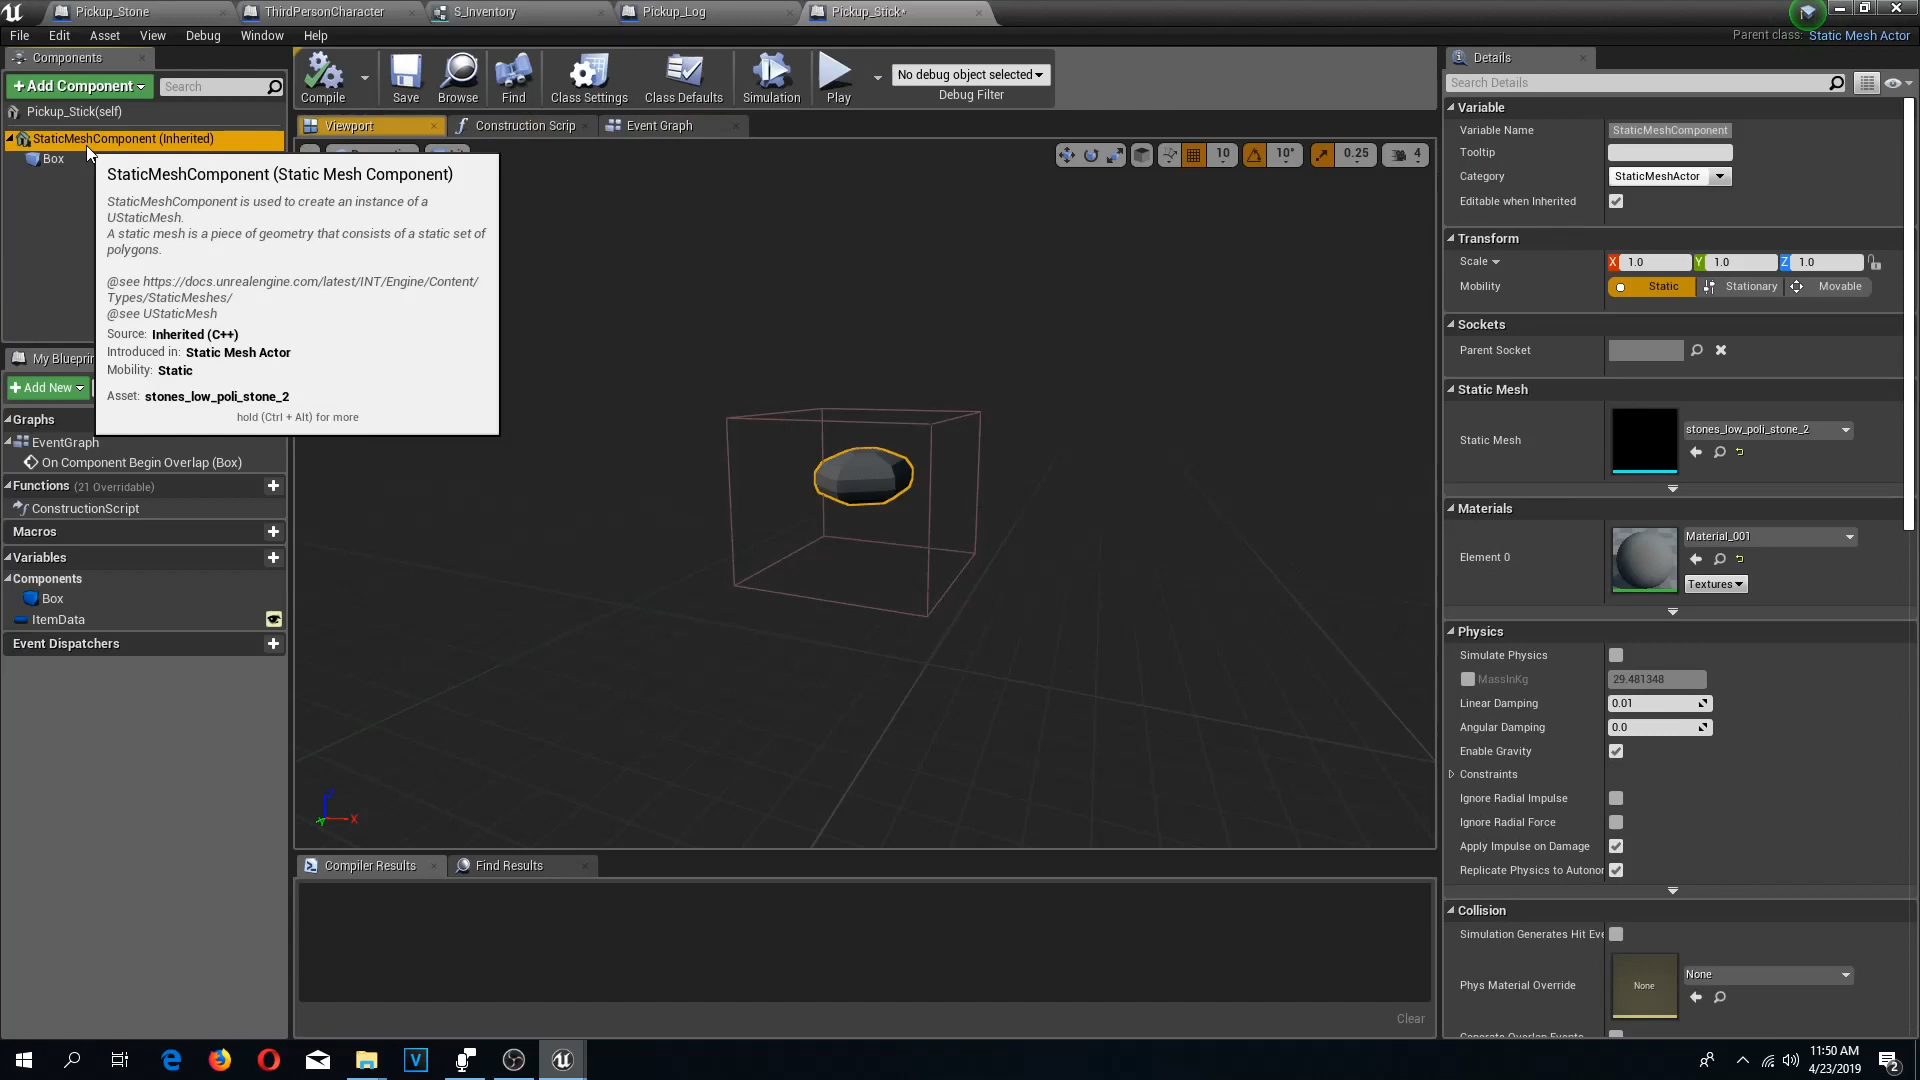 Pickup_Stone
ThirdPersonCharacter
S_Inventory
Pickup_Log
Pickup_Stick*
File Edit Asset View Debug Window Help
Parent class: Static Mesh Actor
Components
+Add Component
Search
Pickup_Stick(self)
StaticMeshComponent (Inherited)
Box
Compile
Save
Browse
Find
Class Settings
Class Defaults
Simulation
Play
No debug object selected
Debug Filter
Viewport
Construction Scrip
Event Graph
10
10°
0.25
4
StaticMeshComponent (Static Mesh Component)
StaticMeshComponent is used to create an instance of a
UStaticMesh.
A static mesh is a piece of geometry that consists of a static set of
polygons.
@see https://docs.unrealengine.com/latest/INT/Engine/Content/
Types/StaticMeshes/
@see UStaticMesh
Source: Inherited (C++)
Introduced in: Static Mesh Actor
Mobility: Static
Asset: stones_low_poli_stone_2
hold (Ctrl + Alt) for more
My Blueprin
+Add New
Graphs
EventGraph
On Component Begin Overlap (Box)
Functions (21 Overridable)
ConstructionScript
Macros
Variables
Components
Box
ItemData
Event Dispatchers
Z
X
Y
Compiler Results
Find Results
Clear
Details
Search Details
Variable
Variable Name StaticMeshComponent
Tooltip
Category StaticMeshActor
Editable when Inherited
Transform
Scale X 1.0 Y 1.0 Z 1.0
Mobility Static Stationary Movable
Sockets
Parent Socket
Static Mesh
Static Mesh stones_low_poli_stone_2
Materials
Element 0 Material_001
Textures
Physics
Simulate Physics
MassInKg 29.481348
Linear Damping 0.01
Angular Damping 0.0
Enable Gravity
Constraints
Ignore Radial Impulse
Ignore Radial Force
Apply Impulse on Damage
Replicate Physics to Autonor
Collision
Simulation Generates Hit Eve
Phys Material Override None None
Generate Overlap Events
11:50 AM
4/23/2019
2